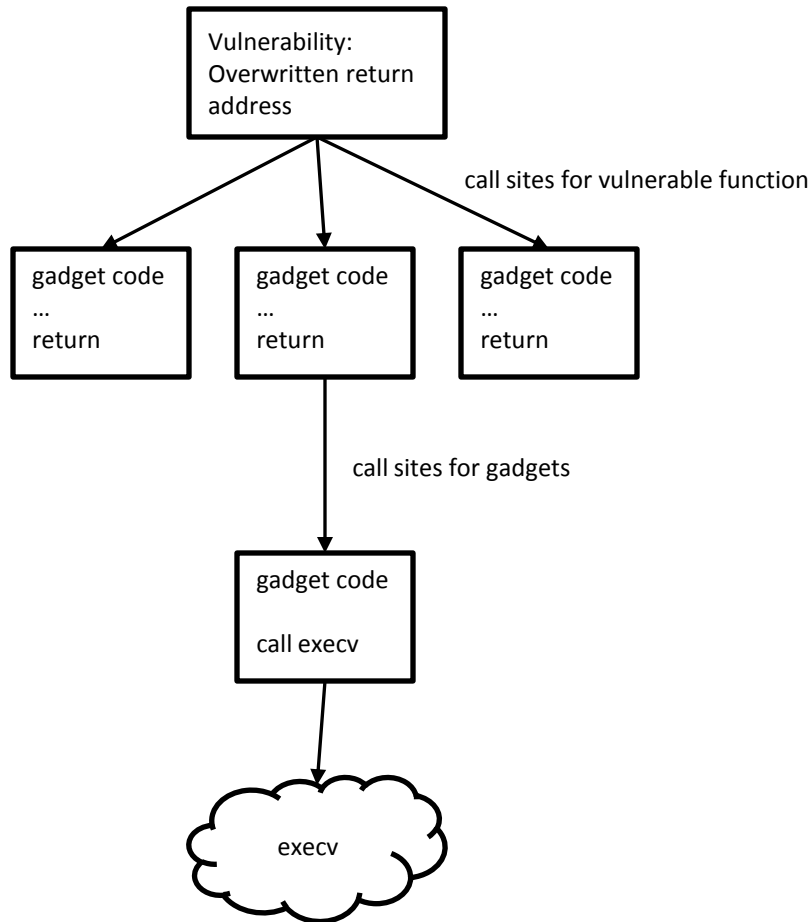 Vulnerability:
Overwritten return
address
call sites for vulnerable function
gadget code
...
return
gadget code
...
return
gadget code
...
return
call sites for gadgets
gadget code
call execv
execv